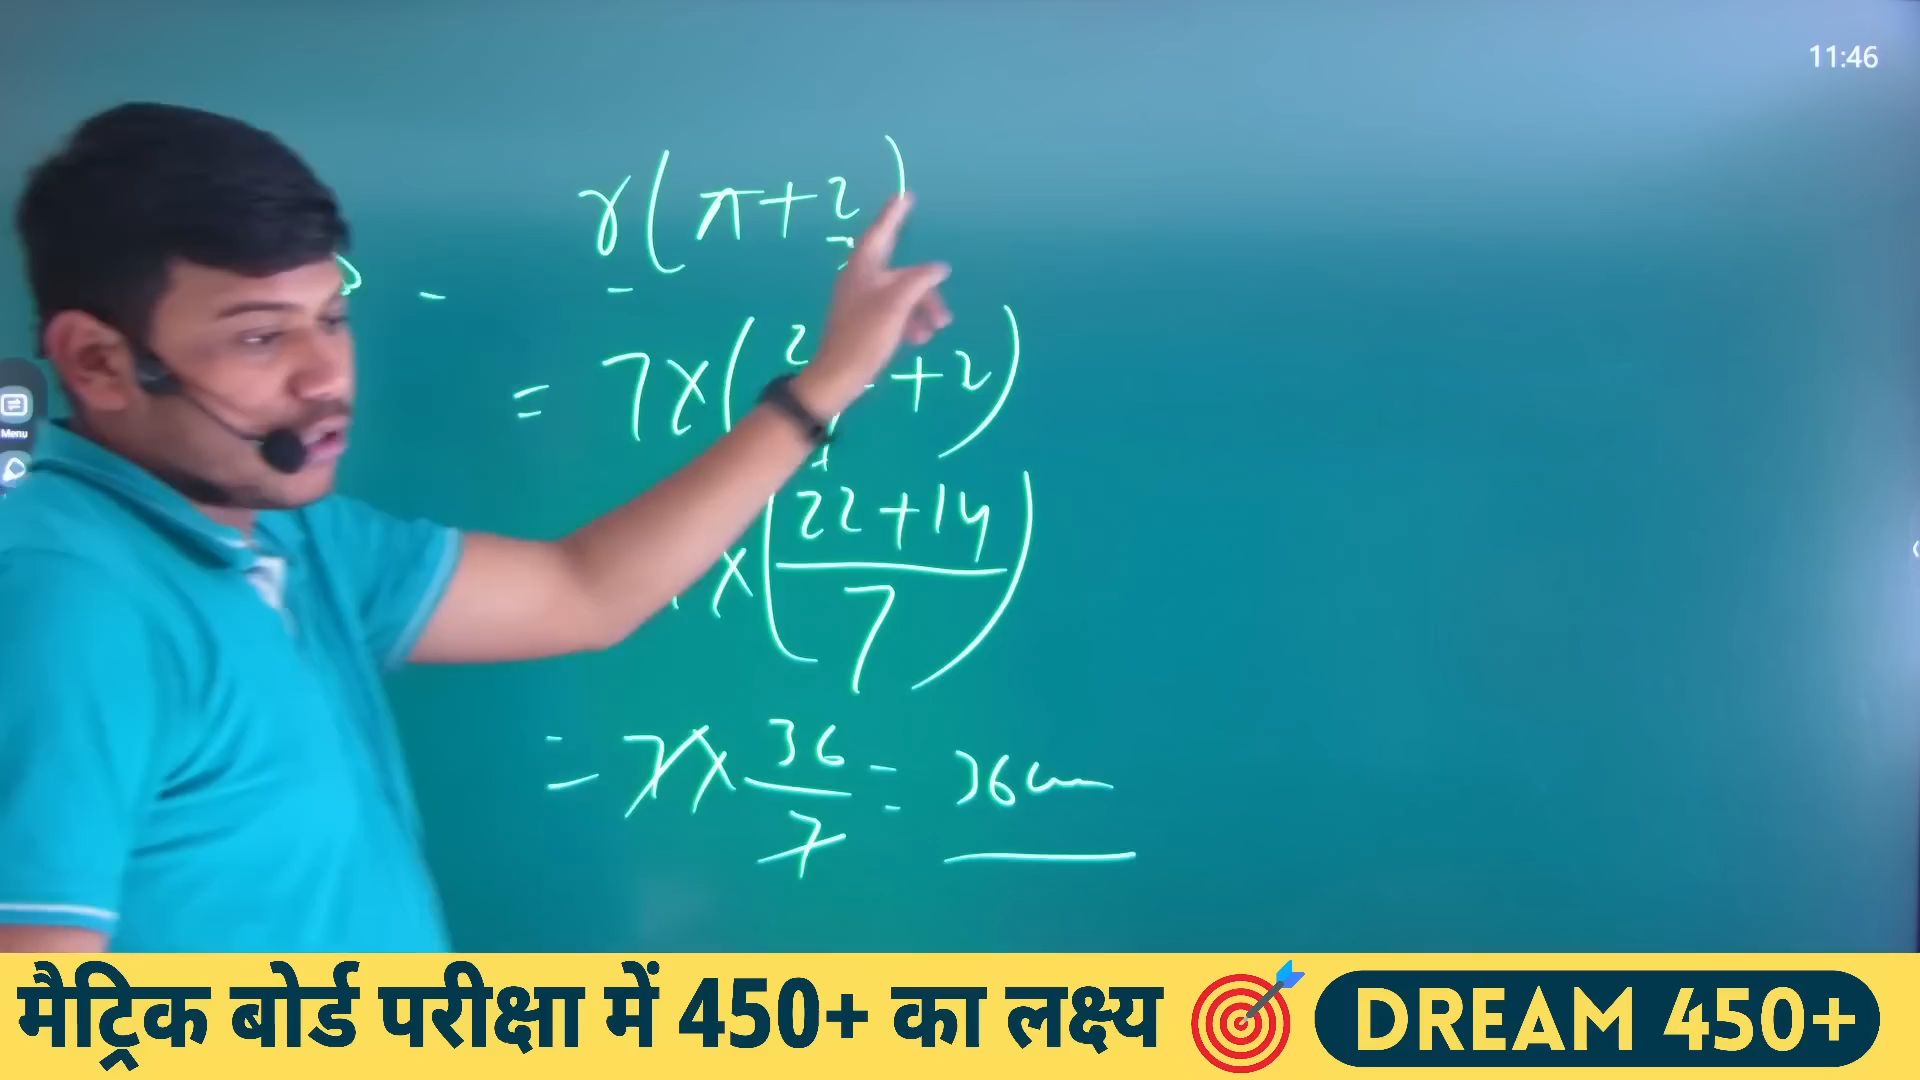 11:46
r(π+2)
= 7×( +2)
×(22+14/7)
= 7×36/7 = 36cm
Menu
मैट्रिक बोर्ड परीक्षा में 450+ का लक्ष्य DREAM 450+